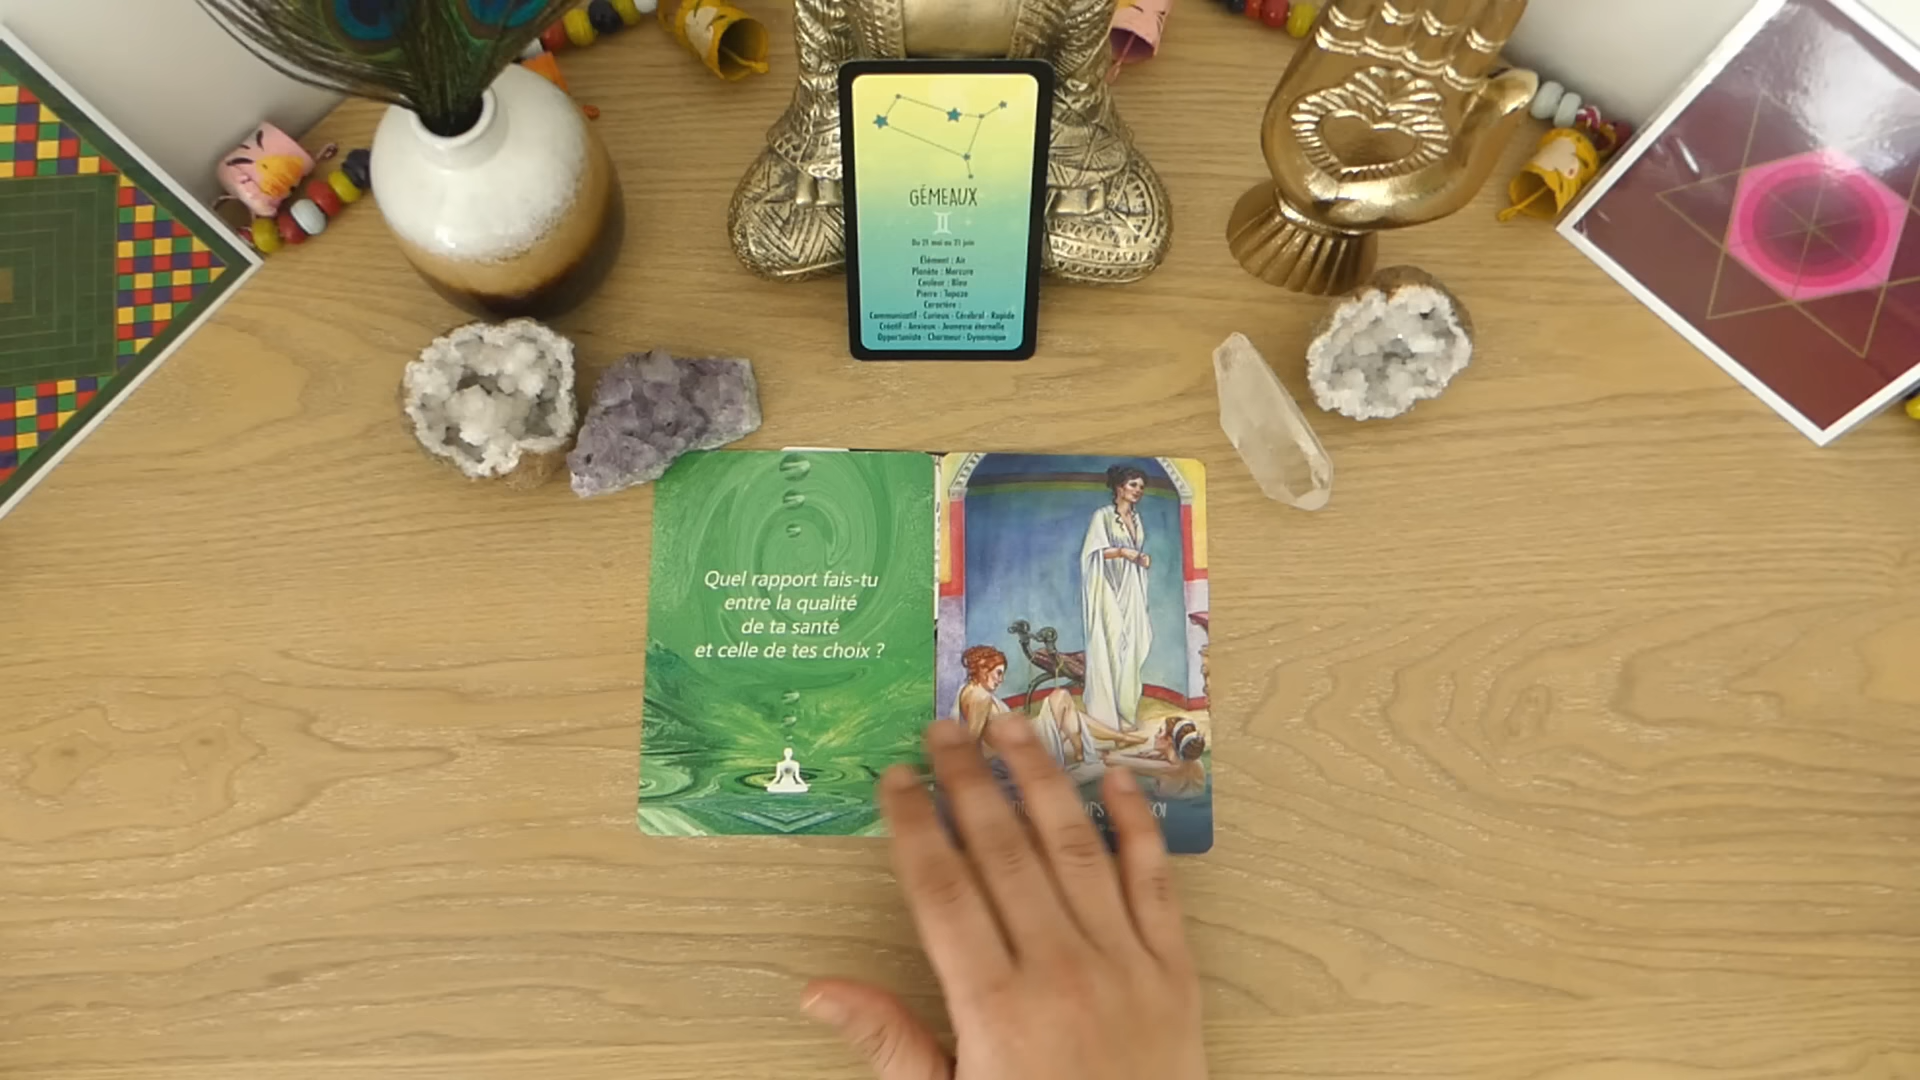 GÉMEAUX
Du 21 mai au 21 juin
Élément : Air
Planète : Mercure
Couleur : Bleu
Pierre : Topaze
Caractère :
Communicatif - Curieux - Cérébral - Rapide
Créatif - Anxieux - Jeunesse éternelle
Opportuniste - Charmeur - Dynamique
Quel rapport fais-tu
entre la qualité
de ta santé
et celle de tes choix ?